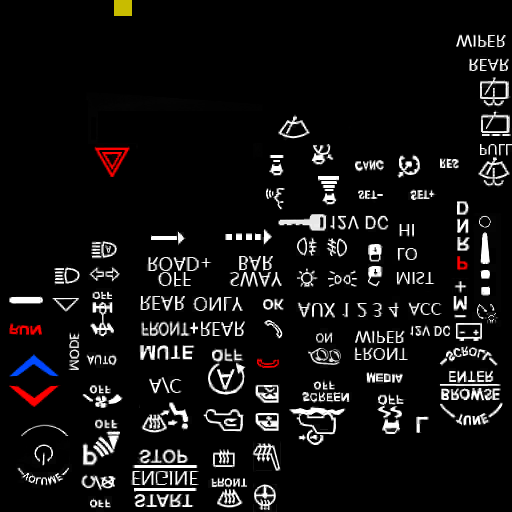 WIPER
REAR
PULL
CANC
RES
SET-
SET+
12V DC
HI
D
N
R
P
ROAD+
OFF
BAR
SWAY
LO
MIST
+
M
-
OFF
REAR ONLY
OK
AUX 1 2 3 4 ACC
RUN
MODE
FRONT+REAR
ON
WIPER
FRONT
12V DC
AUTO
MUTE
OFF
SCROLL
A
A/C
MEDIA
ENTER
BROWSE
OFF
OFF
SCREEN
OFF
TUNE
L
OFF
P
STOP
ENGINE
START
VOLUME
FRONT
OFF